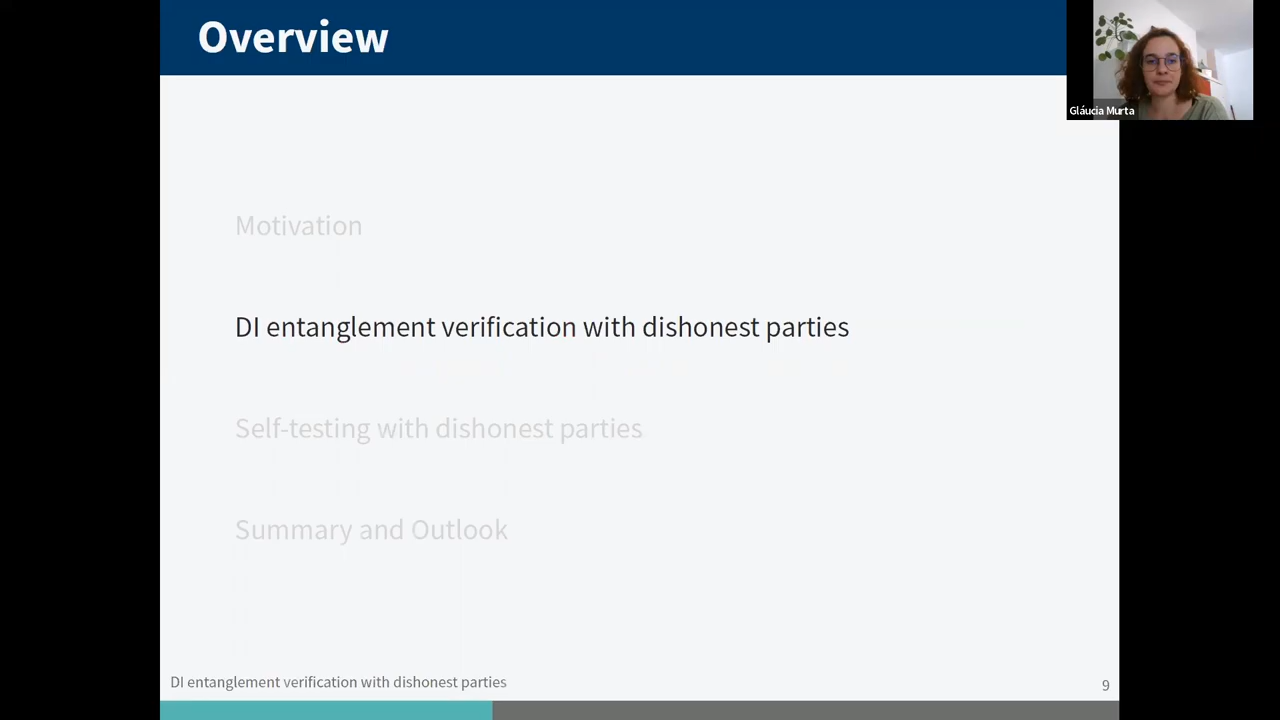 Overview
Gláucia Murta
Motivation
DI entanglement verification with dishonest parties
Self-testing with dishonest parties
Summary and Outlook
DI entanglement verification with dishonest parties
9